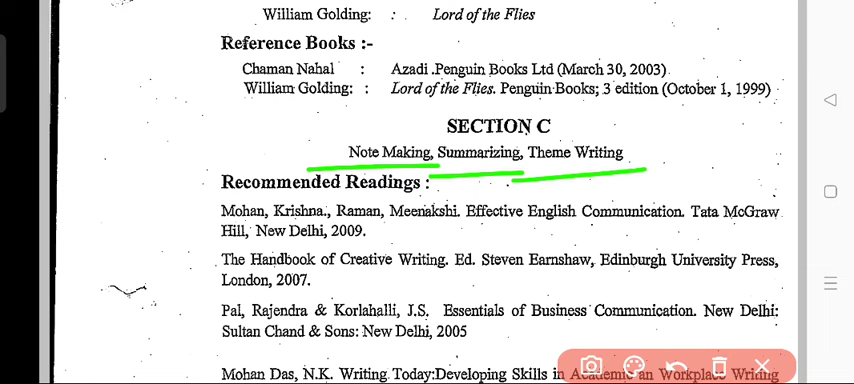 William Golding: : Lord of the Flies
Reference Books :-
Chaman Nahal : Azadi .Penguin Books Ltd (March 30, 2003)
William Golding: : Lord of the Flies. Penguin Books; 3 edition (October 1, 1999)
SECTION C
Note Making, Summarizing, Theme Writing
Recommended Readings :
Mohan, Krishna., Raman, Meenakshi. Effective English Communication. Tata McGraw
Hill, New Delhi, 2009.
The Handbook of Creative Writing. Ed. Steven Earnshaw, Edinburgh University Press,
London, 2007.
Pal, Rajendra & Korlahalli, J.S. Essentials of Business Communication. New Delhi:
Sultan Chand & Sons: New Delhi, 2005
Mohan Das, N.K. Writing Today:Developing Skills in Academic an Workplace Writing